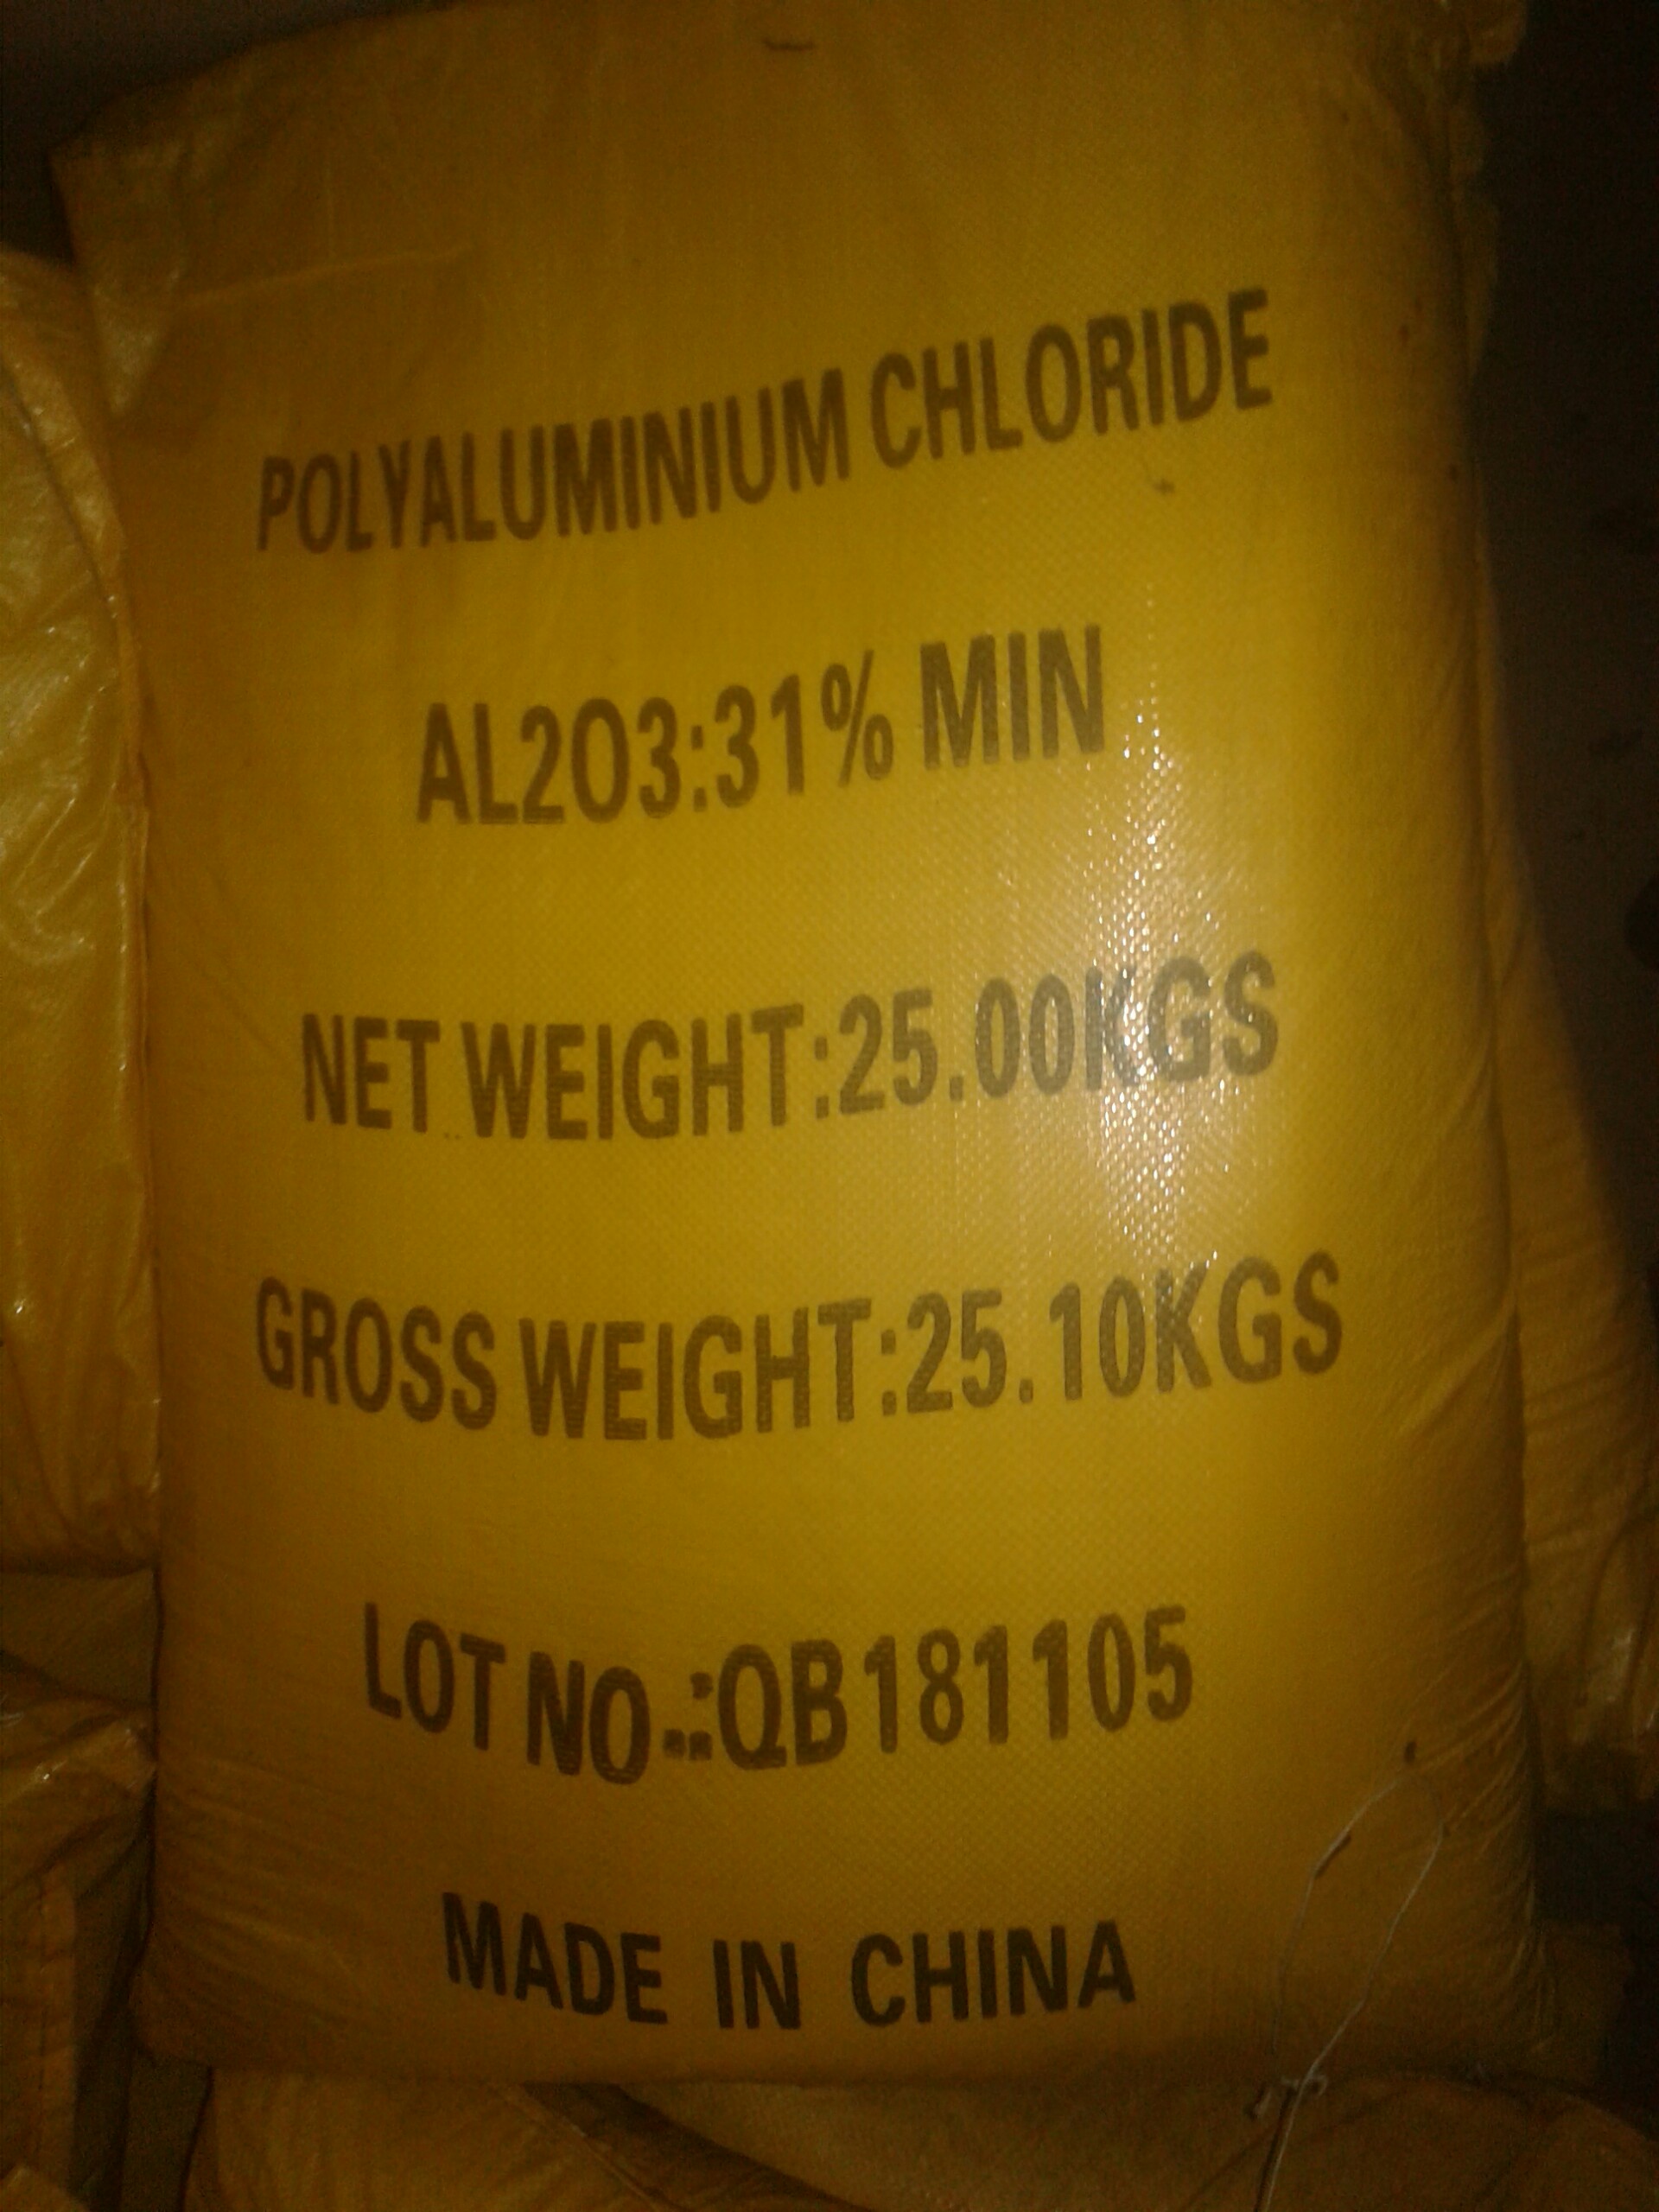 POLYALUMINIUM CHLORIDE
AL2O3:31% MIN
NET WEIGHT:25.00KGS
GROSS WEIGHT:25.10KGS
LOT NO.:QB181105
MADE IN CHINA